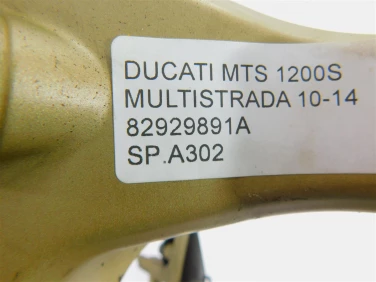 DUCATI MTS 1200S
MULTISTRADA 10-14
82929891A
SP.A302